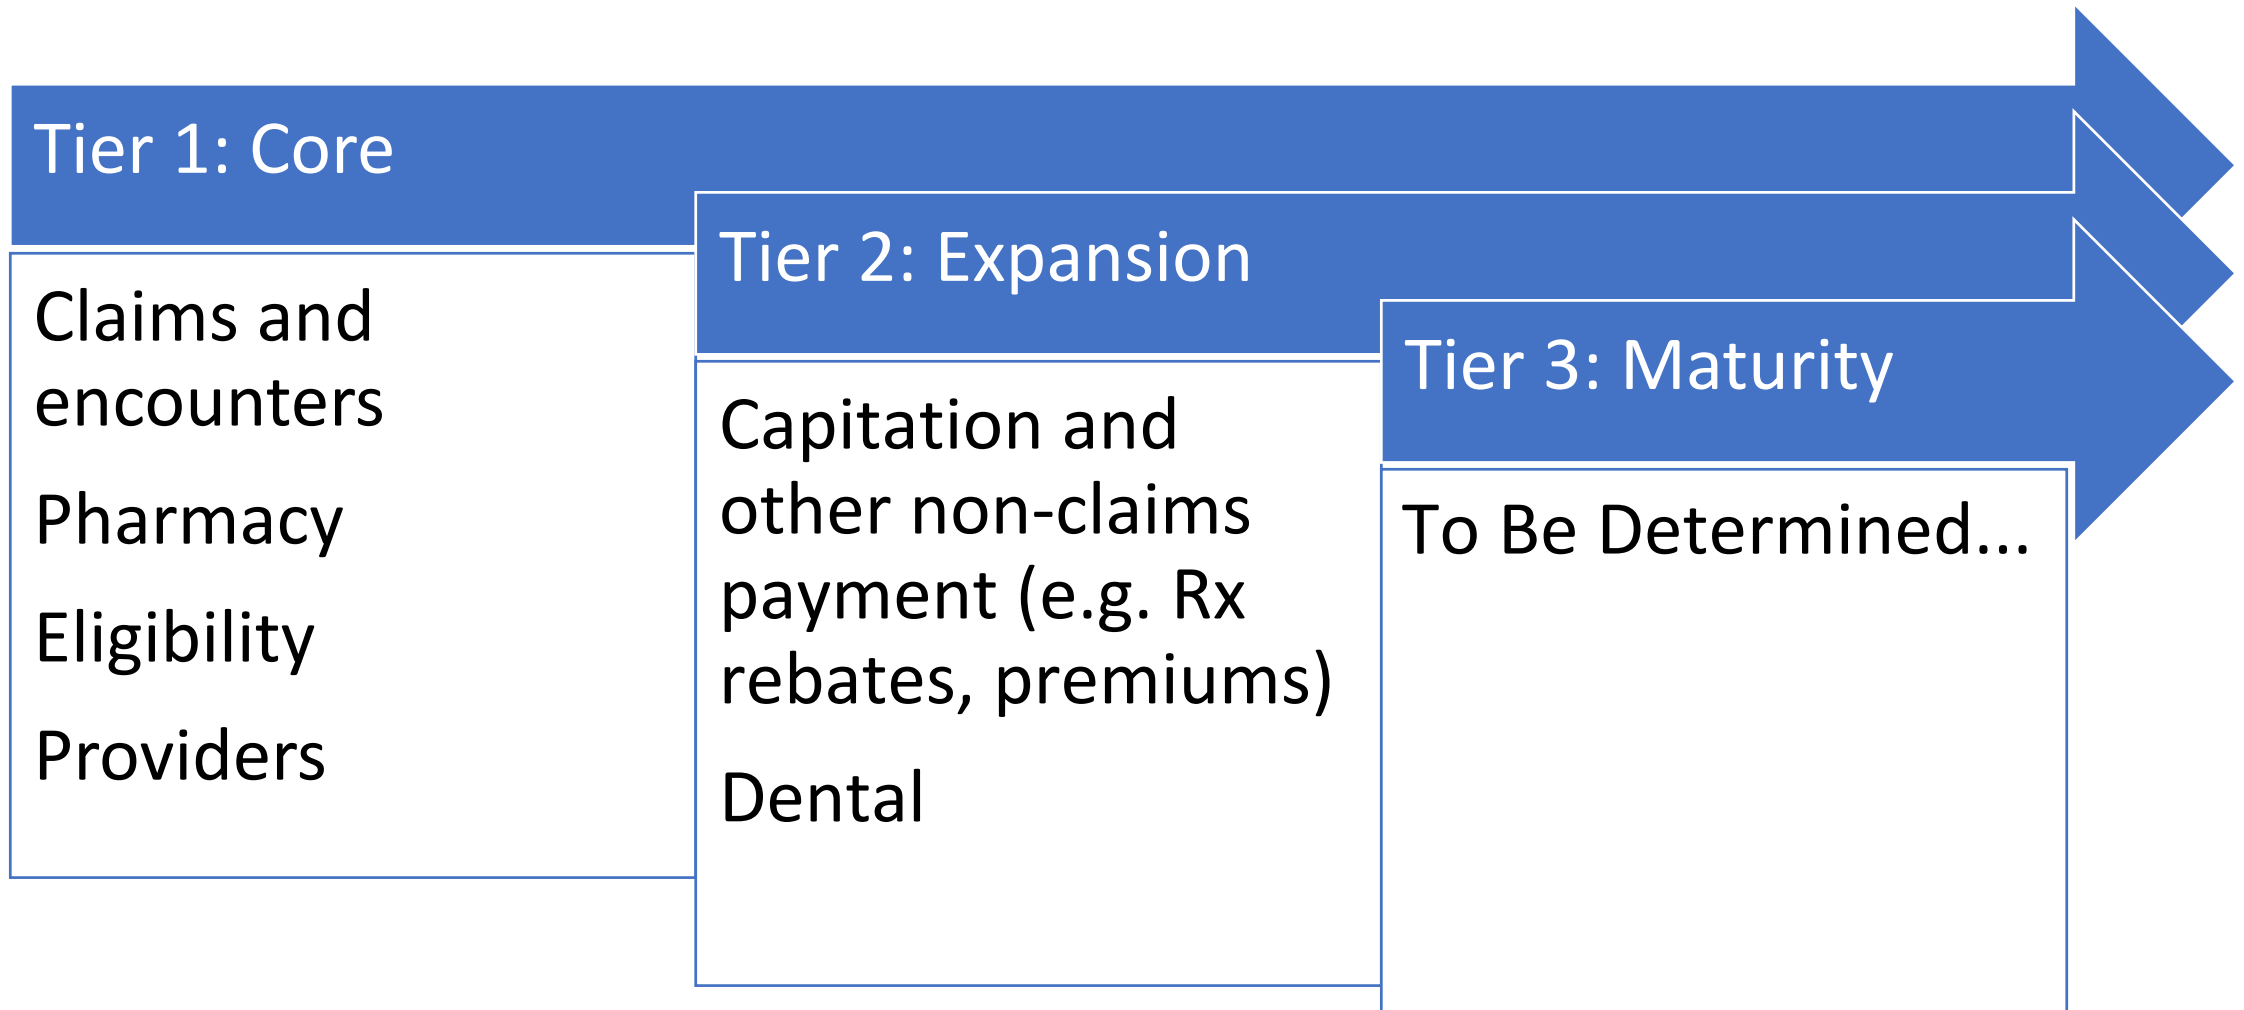 Tier 1: Core
Claims and
encounters
Pharmacy
Eligibility
Providers
Tier 2: Expansion
Capitation and
other non-claims
payment (e.g. Rx
rebates, premiums)
Dental
Tier 3: Maturity
To Be Determined...